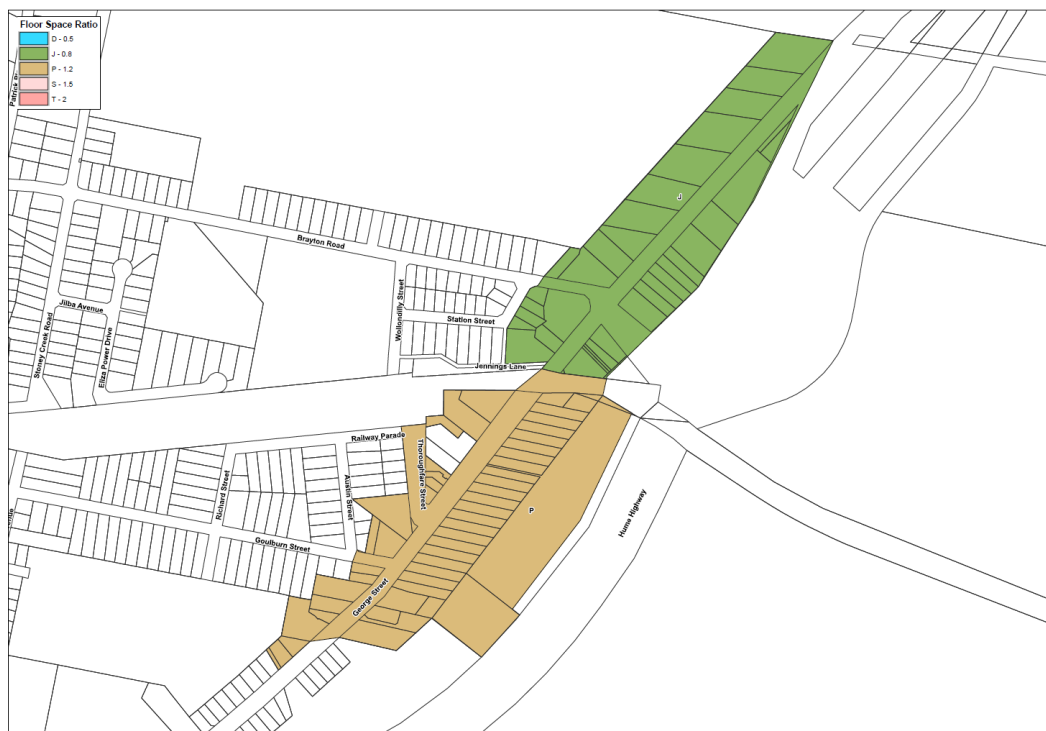 Floor Space Ratio
D - 0.5
J - 0.8
P - 1.2
S - 1.5
T - 2
Patrick
J
Brayton Road
Wollondilly Street
Station Street
Jilba Avenue
Stoney Creek Road
Eliza Power Drive
Jennings Lane
Railway Parade
Thoroughfare Street
Richard Street
Austin Street
Hume Highway
P
Goulburn Street
George Street